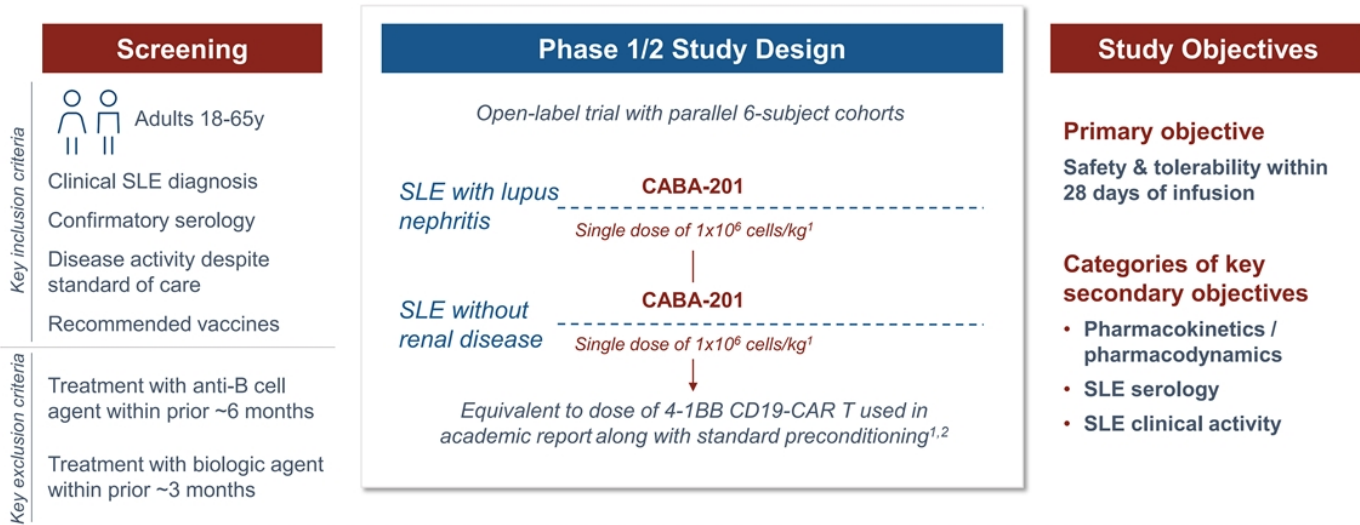 Screening
Key inclusion criteria
Adults 18-65y
Clinical SLE diagnosis
Confirmatory serology
Disease activity despite
standard of care
Recommended vaccines
Key exclusion criteria
Treatment with anti-B cell
agent within prior ~6 months
Treatment with biologic agent
within prior ~3 months
Phase 1/2 Study Design
Open-label trial with parallel 6-subject cohorts
SLE with lupus
nephritis
CABA-201
Single dose of 1x10⁶ cells/kg¹
SLE without
renal disease
CABA-201
Single dose of 1x10⁶ cells/kg¹
Equivalent to dose of 4-1BB CD19-CAR T used in
academic report along with standard preconditioning¹,²
Study Objectives
Primary objective
Safety & tolerability within
28 days of infusion
Categories of key
secondary objectives
• Pharmacokinetics /
pharmacodynamics
• SLE serology
• SLE clinical activity